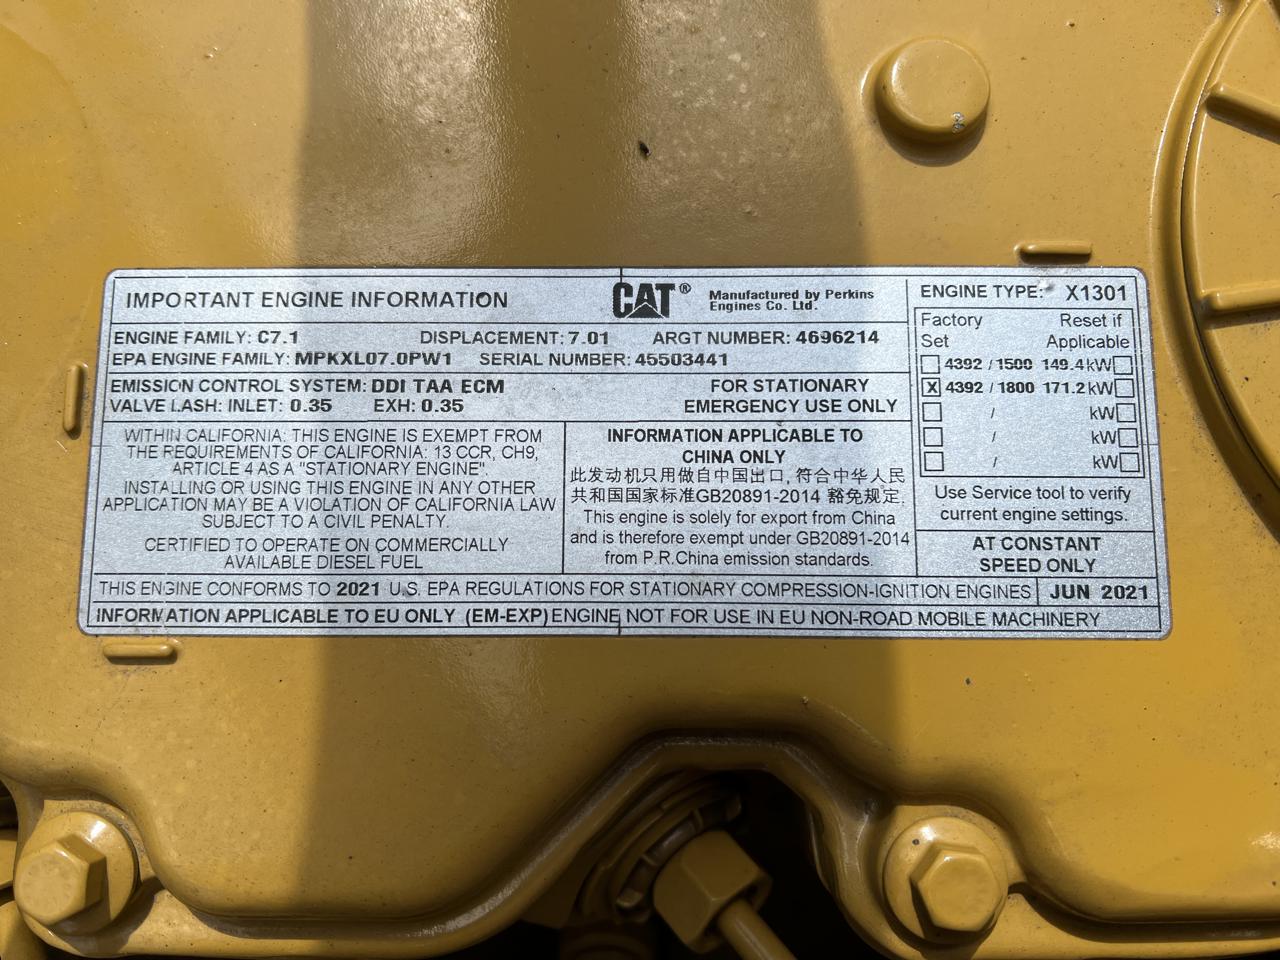 IMPORTANT ENGINE INFORMATION
CAT®
Manufactured by Perkins
Engines Co. Ltd.
ENGINE TYPE: X1301
ENGINE FAMILY: C7.1 DISPLACEMENT: 7.01 ARGT NUMBER: 4696214
EPA ENGINE FAMILY: MPKXL07.0PW1 SERIAL NUMBER: 45503441
EMISSION CONTROL SYSTEM: DDI TAA ECM
VALVE LASH: INLET: 0.35 EXH: 0.35
FOR STATIONARY
EMERGENCY USE ONLY
Factory Reset if
Set Applicable
4392 / 1500 149.4 kW
X 4392 / 1800 171.2 kW
/ kW
/ kW
/ kW
Use Service tool to verify
current engine settings.
AT CONSTANT
SPEED ONLY
WITHIN CALIFORNIA: THIS ENGINE IS EXEMPT FROM
THE REQUIREMENTS OF CALIFORNIA: 13 CCR, CH9,
ARTICLE 4 AS A "STATIONARY ENGINE".
INSTALLING OR USING THIS ENGINE IN ANY OTHER
APPLICATION MAY BE A VIOLATION OF CALIFORNIA LAW
SUBJECT TO A CIVIL PENALTY.
CERTIFIED TO OPERATE ON COMMERCIALLY
AVAILABLE DIESEL FUEL
INFORMATION APPLICABLE TO
CHINA ONLY
此发动机只用做自中国出口, 符合中华人民
共和国国家标准GB20891-2014 豁免规定.
This engine is solely for export from China
and is therefore exempt under GB20891-2014
from P.R.China emission standards.
THIS ENGINE CONFORMS TO 2021 U.S. EPA REGULATIONS FOR STATIONARY COMPRESSION-IGNITION ENGINES
JUN 2021
INFORMATION APPLICABLE TO EU ONLY (EM-EXP) ENGINE NOT FOR USE IN EU NON-ROAD MOBILE MACHINERY